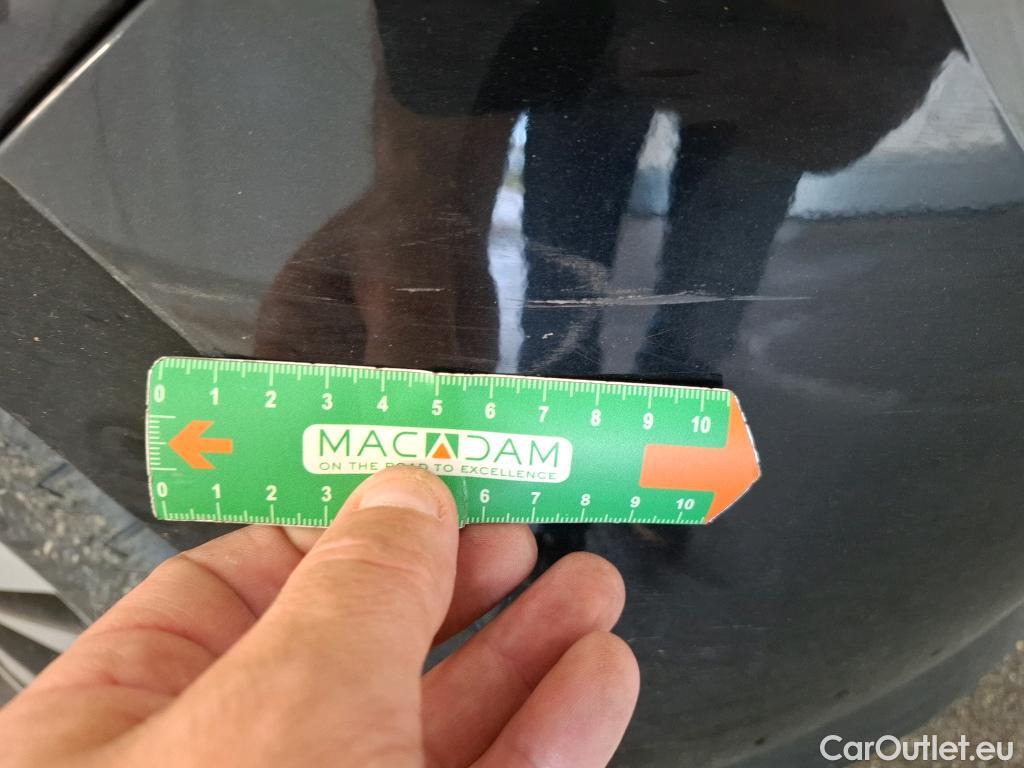 0 1 2 3 4 5 6 7 8 9 10
MACADAM
ON THE ROAD TO EXCELLENCE
0 1 2 3 6 7 8 9 10
CarOutlet.eu